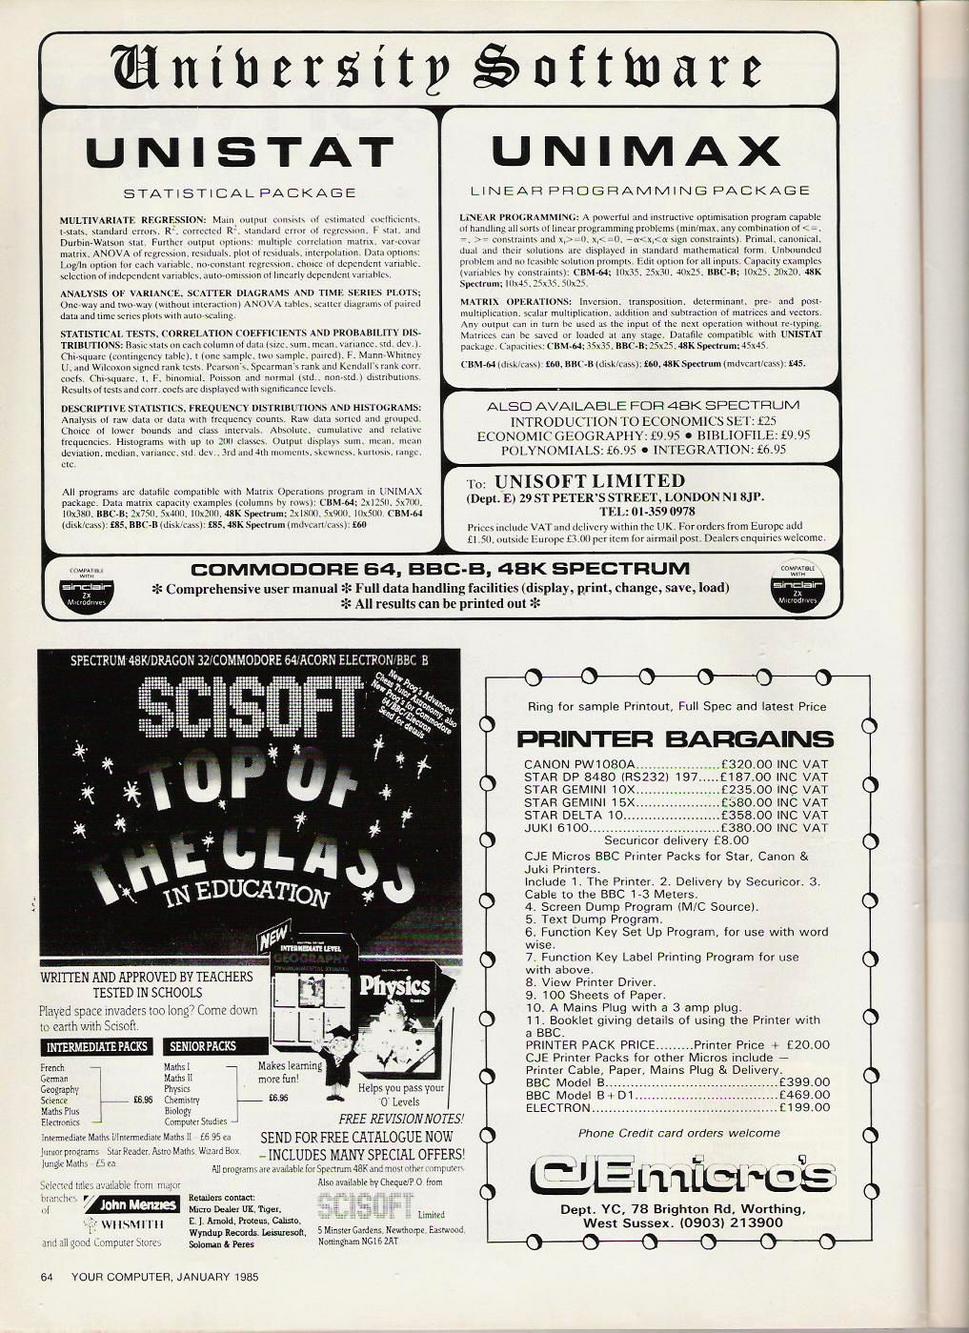 University Software
UNISTAT
STATISTICAL PACKAGE
MULTIVARIATE REGRESSION: Main output consists of estimated coefficients,
t-stats, standard errors, R², corrected R², standard error of regression, F stat. and
Durbin-Watson stat. Further output options: multiple correlation matrix, var-covar
matrix, ANOVA of regression, residuals, plot of residuals, interpolation. Data options:
Log/ln option for each variable, no-constant regression, choice of dependent variable,
selection of independent variables, auto-omission of linearly dependent variables.
ANALYSIS OF VARIANCE, SCATTER DIAGRAMS AND TIME SERIES PLOTS;
One-way and two-way (without interaction) ANOVA tables, scatter diagrams of paired
data and time series plots with auto-scaling.
STATISTICAL TESTS, CORRELATION COEFFICIENTS AND PROBABILITY DIS-
TRIBUTIONS: Basic stats on each column of data (size, sum, mean, variance, std. dev.).
Chi-square (contingency table), t (one sample, two sample, paired), F, Mann-Whitney
U, and Wilcoxon signed rank tests. Pearson's, Spearman's rank and Kendall's rank corr.
coefs. Chi-square, t, F, binomial, Poisson and normal (std., non-std.) distributions.
Results of tests and corr. coefs are displayed with significance levels.
DESCRIPTIVE STATISTICS, FREQUENCY DISTRIBUTIONS AND HISTOGRAMS:
Analysis of raw data or data with frequency counts. Raw data sorted and grouped.
Choice of lower bounds and class intervals. Absolute, cumulative and relative
frequencies. Histograms with up to 200 classes. Output displays sum, mean, mean
deviation, median, variance, std. dev., 3rd and 4th moments, skewness, kurtosis, range,
etc.
All programs are datafile compatible with Matrix Operations program in UNIMAX
package. Data matrix capacity examples (columns by rows): CBM-64; 2x1250, 5x700,
10x380, BBC-B; 2x750, 5x400, 10x200, 48K Spectrum; 2x1800, 5x900, 10x500. CBM-64
(disk/cass): £85, BBC-B (disk/cass): £85, 48K Spectrum (mdvcart/cass): £60
UNIMAX
LINEAR PROGRAMMING PACKAGE
LINEAR PROGRAMMING: A powerful and instructive optimisation program capable
of handling all sorts of linear programming problems (min/max, any combination of <=,
=, >= constraints and xᵢ>=0, xᵢ<=0, −α<xᵢ<α sign constraints). Primal, canonical,
dual and their solutions are displayed in standard mathematical form. Unbounded
problem and no feasible solution prompts. Edit option for all inputs. Capacity examples
(variables by constraints): CBM-64; 10x35, 25x30, 40x25, BBC-B; 10x25, 20x20, 48K
Spectrum; 10x45, 25x35, 50x25.
MATRIX OPERATIONS: Inversion, transposition, determinant, pre- and post-
multiplication, scalar multiplication, addition and subtraction of matrices and vectors.
Any output can in turn be used as the input of the next operation without re-typing.
Matrices can be saved or loaded at any stage. Datafile compatible with UNISTAT
package. Capacities: CBM-64; 35x35, BBC-B; 25x25, 48K Spectrum; 45x45.
CBM-64 (disk/cass): £60, BBC-B (disk/cass): £60, 48K Spectrum (mdvcart/cass): £45.
ALSO AVAILABLE FOR 48K SPECTRUM
INTRODUCTION TO ECONOMICS SET: £25
ECONOMIC GEOGRAPHY: £9.95 ● BIBLIOFILE: £9.95
POLYNOMIALS: £6.95 ● INTEGRATION: £6.95
To: UNISOFT LIMITED
(Dept. E) 29 ST PETER'S STREET, LONDON N1 8JP.
TEL: 01-359 0978
Prices include VAT and delivery within the UK. For orders from Europe add
£1.50, outside Europe £3.00 per item for airmail post. Dealers enquiries welcome.
COMPATIBLE
WITH
sinclair
ZX
Microdrives
COMMODORE 64, BBC-B, 48K SPECTRUM
✻ Comprehensive user manual ✻ Full data handling facilities (display, print, change, save, load)
✻ All results can be printed out ✻
COMPATIBLE
WITH
sinclair
ZX
Microdrives
SPECTRUM 48K/DRAGON 32/COMMODORE 64/ACORN ELECTRON/BBC B
SCISOFT
New Prog's Advanced
Chess Tutor Astronomy, also
New Prog's for Commodore
64/BBC/Electron
Send for details
TOP OF
THE CLASS
IN EDUCATION
NEW
INTERMEDIATE LEVEL
GEOGRAPHY
Physics
WRITTEN AND APPROVED BY TEACHERS
TESTED IN SCHOOLS
Played space invaders too long? Come down
to earth with Scisoft.
INTERMEDIATE PACKS
French
German
Geography
Science
Maths Plus
Electronics
£6.95
SENIOR PACKS
Maths I
Maths II
Physics
Chemistry
Biology
Computer Studies
£6.95
Makes learning
more fun!
Helps you pass your
'O' Levels
FREE REVISION NOTES!
Intermediate Maths I/Intermediate Maths II – £6.95 ea
Junior programs - Star Reader, Astro Maths, Wizard Box,
Jungle Maths – £5 ea
SEND FOR FREE CATALOGUE NOW
– INCLUDES MANY SPECIAL OFFERS!
All programs are available for Spectrum 48K and most other computers
Selected titles available from major
branches
of
John Menzies
WHSMITH
and all good Computer Stores
Retailers contact:
Micro Dealer UK, Tiger,
E. J. Arnold, Proteus, Calisto,
Wyndup Records, Leisuresoft,
Soloman & Peres
Also available by Cheque/P.O. from
SCISOFT Limited
5 Minster Gardens, Newthorpe, Eastwood,
Nottingham NG16 2AT
Ring for sample Printout, Full Spec and latest Price
PRINTER BARGAINS
CANON PW1080A....................£320.00 INC VAT
STAR DP 8480 (RS232) 197.....£187.00 INC VAT
STAR GEMINI 10X....................£235.00 INC VAT
STAR GEMINI 15X....................£380.00 INC VAT
STAR DELTA 10.......................£358.00 INC VAT
JUKI 6100................................£380.00 INC VAT
Securicor delivery £8.00
CJE Micros BBC Printer Packs for Star, Canon &
Juki Printers.
Include 1. The Printer. 2. Delivery by Securicor. 3.
Cable to the BBC 1-3 Meters.
4. Screen Dump Program (M/C Source).
5. Text Dump Program.
6. Function Key Set Up Program, for use with word
wise.
7. Function Key Label Printing Program for use
with above.
8. View Printer Driver.
9. 100 Sheets of Paper.
10. A Mains Plug with a 3 amp plug.
11. Booklet giving details of using the Printer with
a BBC.
PRINTER PACK PRICE.........Printer Price + £20.00
CJE Printer Packs for other Micros include —
Printer Cable, Paper, Mains Plug & Delivery.
BBC Model B.........................................£399.00
BBC Model B+D1..................................£469.00
ELECTRON............................................£199.00
Phone Credit card orders welcome
CJE micro's
Dept. YC, 78 Brighton Rd, Worthing,
West Sussex. (0903) 213900
64 YOUR COMPUTER, JANUARY 1985